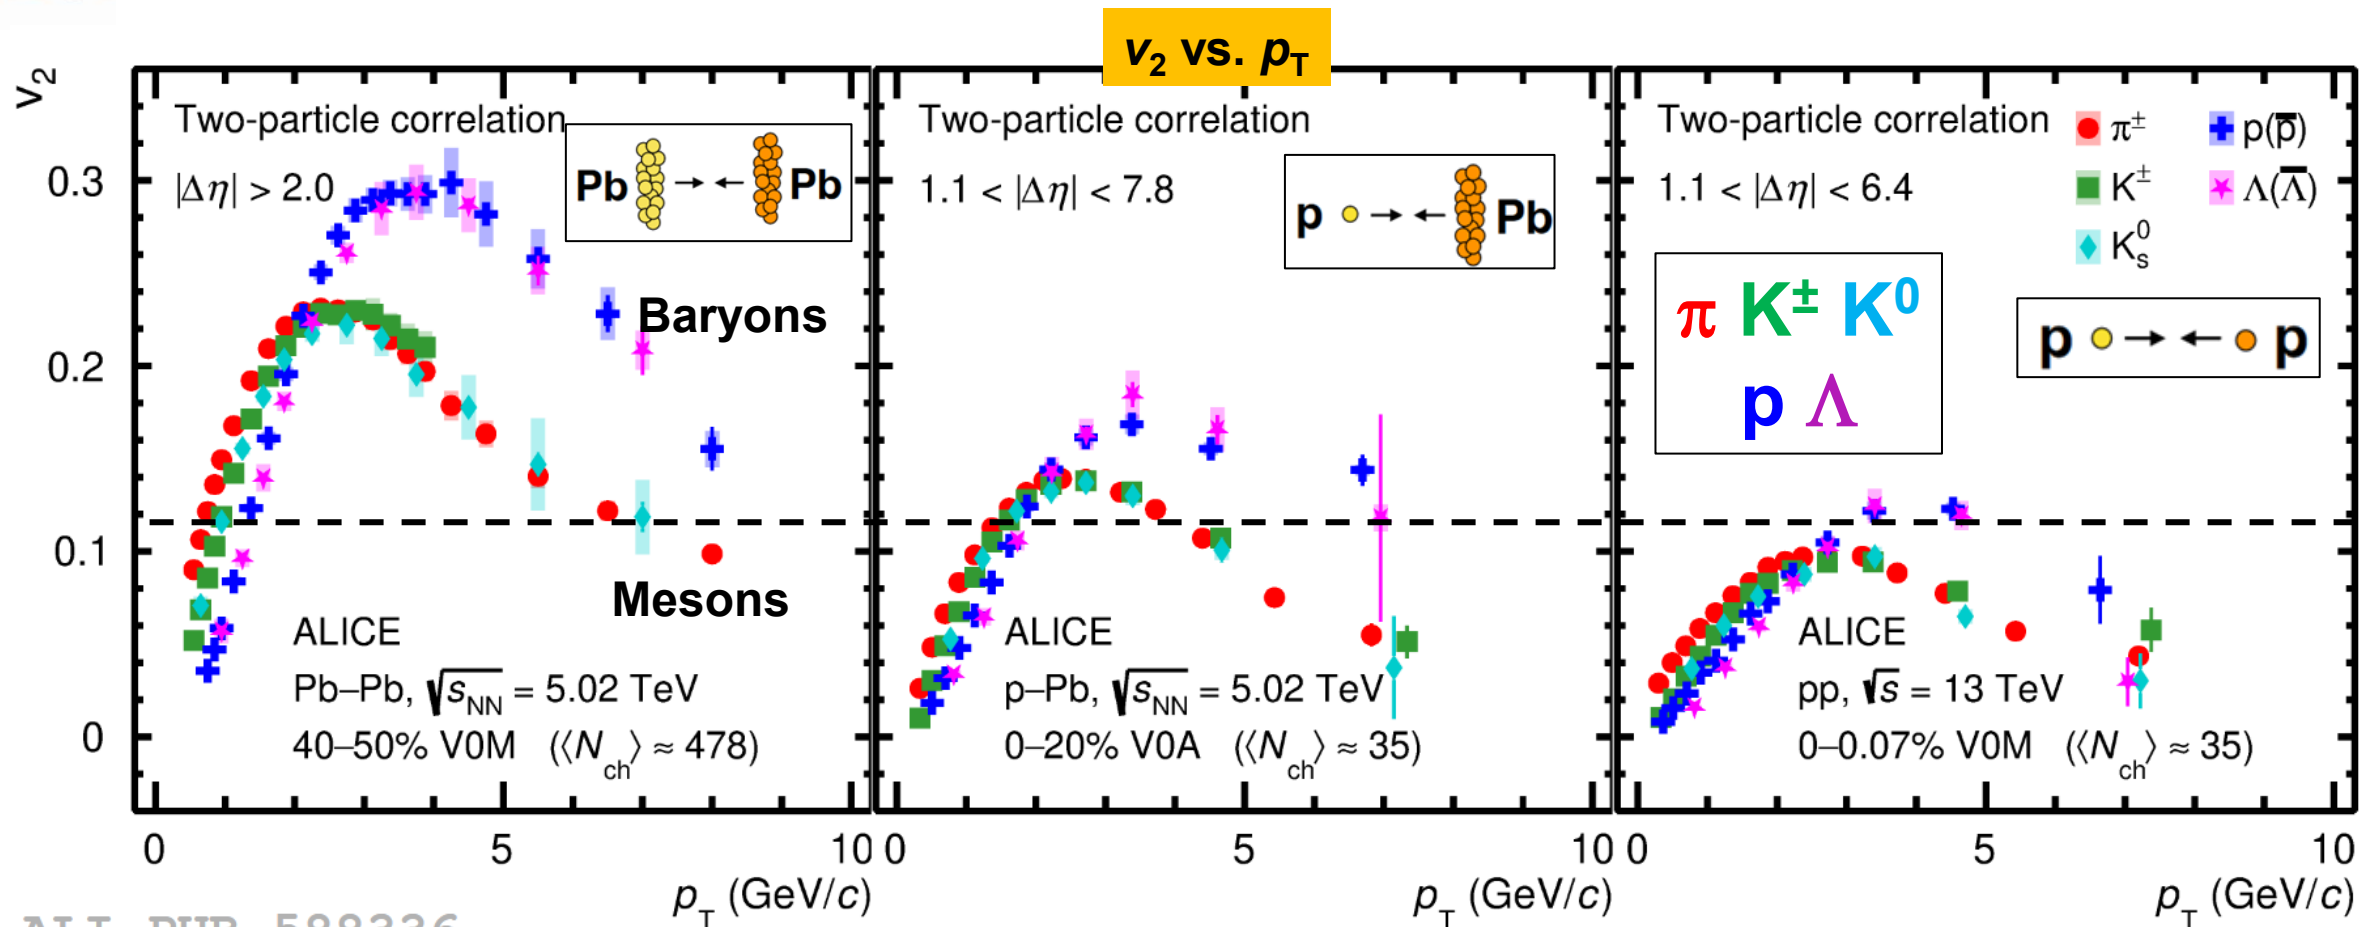 v2 vs. pT
v2
0.3
0.2
0.1
0
Two-particle correlation
|Δη| > 2.0
Pb → ← Pb
Baryons
Mesons
ALICE
Pb–Pb, √sNN = 5.02 TeV
40–50% V0M (⟨Nch⟩ ≈ 478)
0 5 10
pT (GeV/c)
Two-particle correlation
1.1 < |Δη| < 7.8
p → ← Pb
ALICE
p–Pb, √sNN = 5.02 TeV
0–20% V0A (⟨Nch⟩ ≈ 35)
0 5 10
pT (GeV/c)
Two-particle correlation
1.1 < |Δη| < 6.4
π± p(p̅)
K± Λ(Λ̅)
K0s
π K± K0
p Λ
p → ← p
ALICE
pp, √s = 13 TeV
0–0.07% V0M (⟨Nch⟩ ≈ 35)
0 5 10
pT (GeV/c)